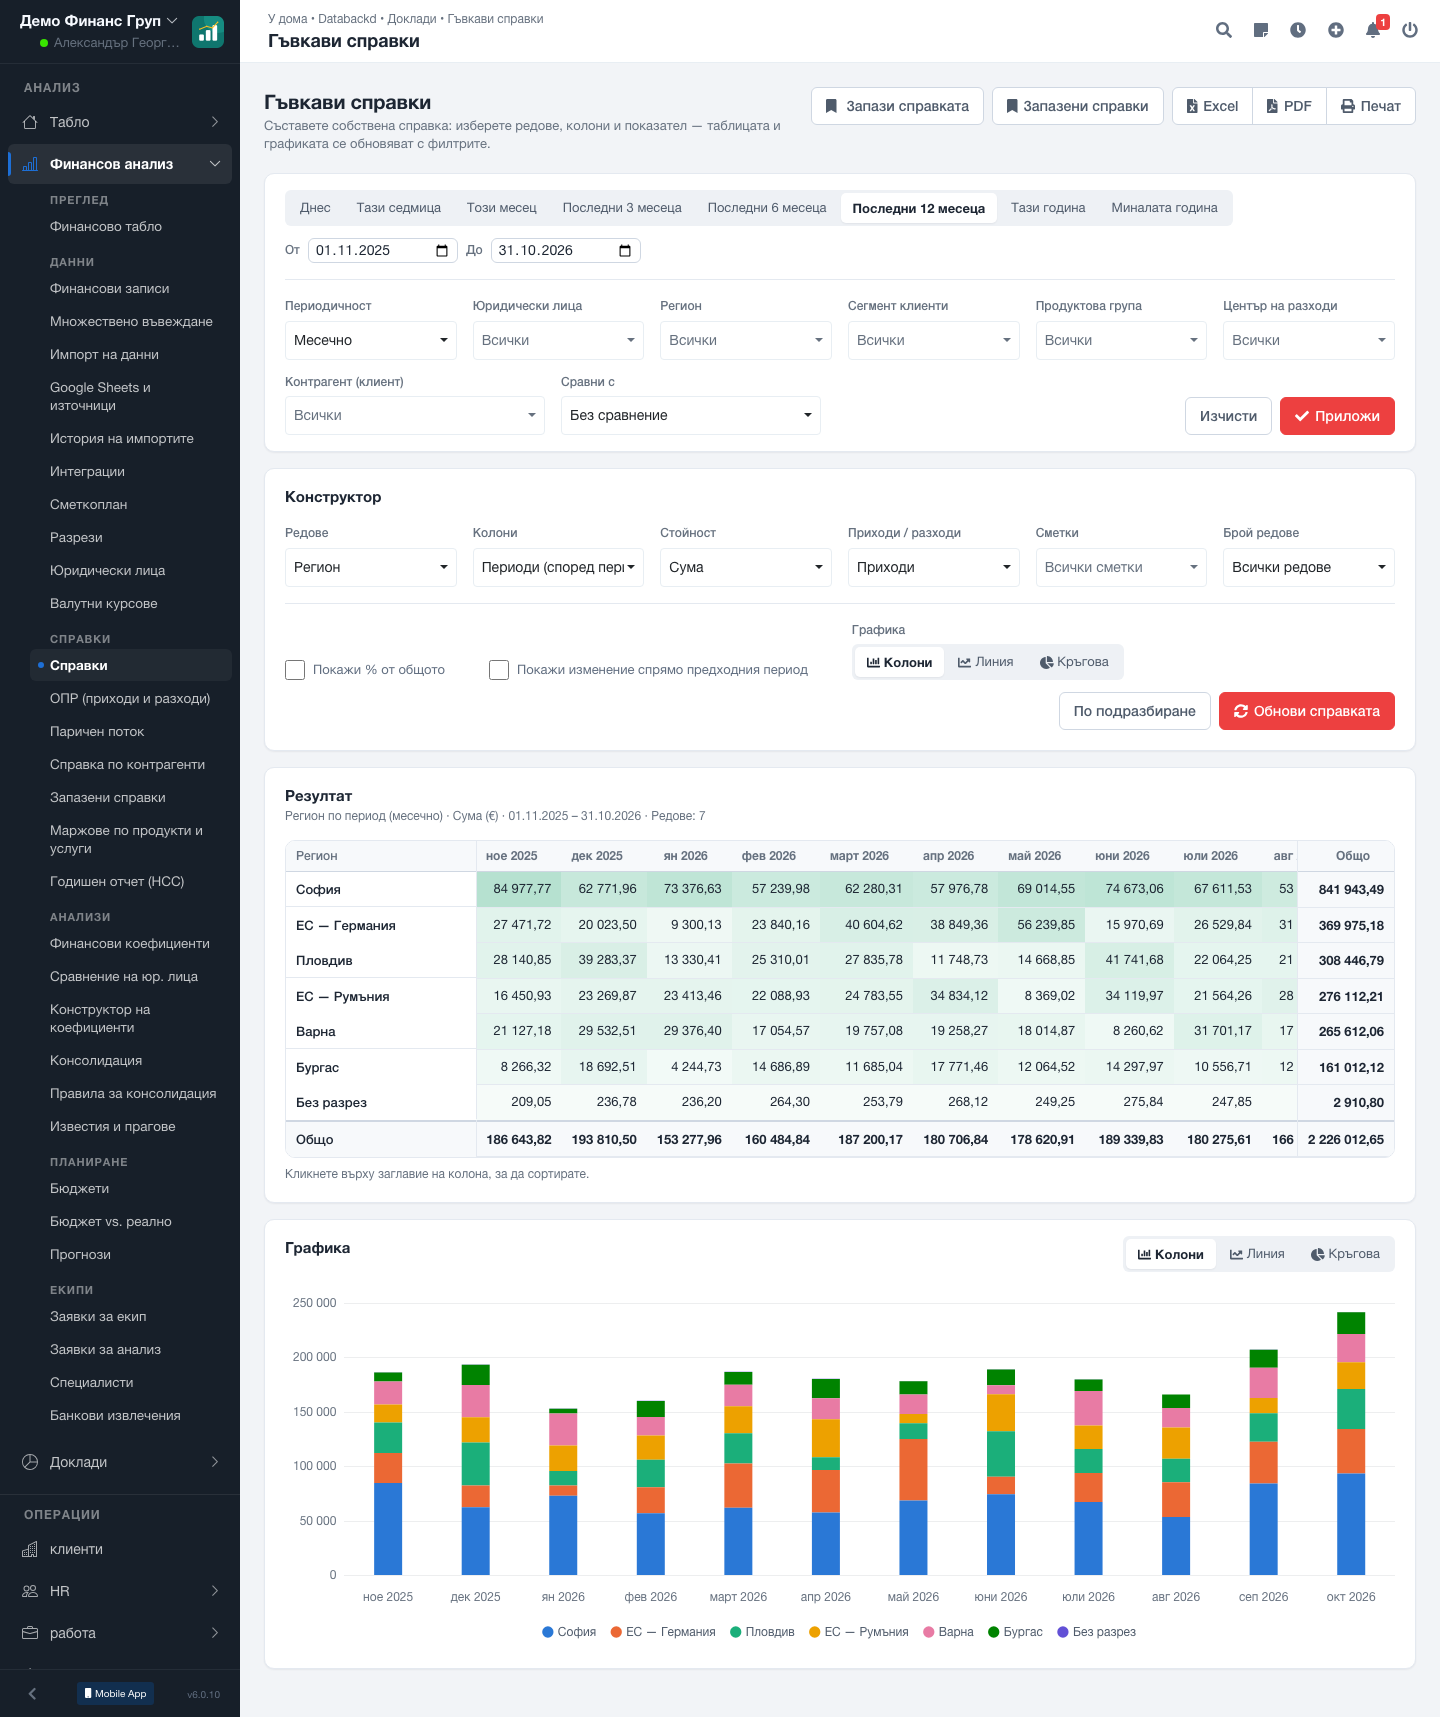 Демо Финанс Груп
Александър Георг...
АНАЛИЗ
Табло
Финансов анализ
ПРЕГЛЕД
Финансово табло
ДАННИ
Финансови записи
Множествено въвеждане
Импорт на данни
Google Sheets и
източници
История на импортите
Интеграции
Сметкоплан
Разрези
Юридически лица
Валутни курсове
СПРАВКИ
Справки
ОПР (приходи и разходи)
Паричен поток
Справка по контрагенти
Запазени справки
Маржове по продукти и
услуги
Годишен отчет (НСС)
АНАЛИЗИ
Финансови коефициенти
Сравнение на юр. лица
Конструктор на
коефициенти
Консолидация
Правила за консолидация
Известия и прагове
ПЛАНИРАНЕ
Бюджети
Бюджет vs. реално
Прогнози
ЕКИПИ
Заявки за екип
Заявки за анализ
Специалисти
Банкови извлечения
Доклади
ОПЕРАЦИИ
клиенти
HR
работа
Mobile App
v6.0.10
У дома • Databackd • Доклади • Гъвкави справки
Гъвкави справки
1
Гъвкави справки
Съставете собствена справка: изберете редове, колони и показател — таблицата и
графиката се обновяват с филтрите.
Запази справката
Запазени справки
Excel
PDF
Печат
Днес Тази седмица Този месец Последни 3 месеца Последни 6 месеца Последни 12 месеца Тази година Миналата година
От 01.11.2025 До 31.10.2026
Периодичност Юридически лица Регион Сегмент клиенти Продуктова група Център на разходи
Месечно Всички Всички Всички Всички Всички
Контрагент (клиент) Сравни с
Всички Без сравнение Изчисти Приложи
Конструктор
Редове Колони Стойност Приходи / разходи Сметки Брой редове
Регион Периоди (според пери Сума Приходи Всички сметки Всички редове
Графика
Покажи % от общото Покажи изменение спрямо предходния период Колони Линия Кръгова
По подразбиране Обнови справката
Резултат
Регион по период (месечно) · Сума (€) · 01.11.2025 – 31.10.2026 · Редове: 7
Регион ное 2025 дек 2025 ян 2026 фев 2026 март 2026 апр 2026 май 2026 юни 2026 юли 2026 авг Общо
София 84 977,77 62 771,96 73 376,63 57 239,98 62 280,31 57 976,78 69 014,55 74 673,06 67 611,53 53 841 943,49
ЕС — Германия 27 471,72 20 023,50 9 300,13 23 840,16 40 604,62 38 849,36 56 239,85 15 970,69 26 529,84 31 369 975,18
Пловдив 28 140,85 39 283,37 13 330,41 25 310,01 27 835,78 11 748,73 14 668,85 41 741,68 22 064,25 21 308 446,79
ЕС — Румъния 16 450,93 23 269,87 23 413,46 22 088,93 24 783,55 34 834,12 8 369,02 34 119,97 21 564,26 28 276 112,21
Варна 21 127,18 29 532,51 29 376,40 17 054,57 19 757,08 19 258,27 18 014,87 8 260,62 31 701,17 17 265 612,06
Бургас 8 266,32 18 692,51 4 244,73 14 686,89 11 685,04 17 771,46 12 064,52 14 297,97 10 556,71 12 161 012,12
Без разрез 209,05 236,78 236,20 264,30 253,79 268,12 249,25 275,84 247,85 2 910,80
Общо 186 643,82 193 810,50 153 277,96 160 484,84 187 200,17 180 706,84 178 620,91 189 339,83 180 275,61 166 2 226 012,65
Кликнете върху заглавие на колона, за да сортирате.
Графика
Колони Линия Кръгова
250 000
200 000
150 000
100 000
50 000
0
ное 2025 дек 2025 ян 2026 фев 2026 март 2026 апр 2026 май 2026 юни 2026 юли 2026 авг 2026 сеп 2026 окт 2026
София ЕС — Германия Пловдив ЕС — Румъния Варна Бургас Без разрез